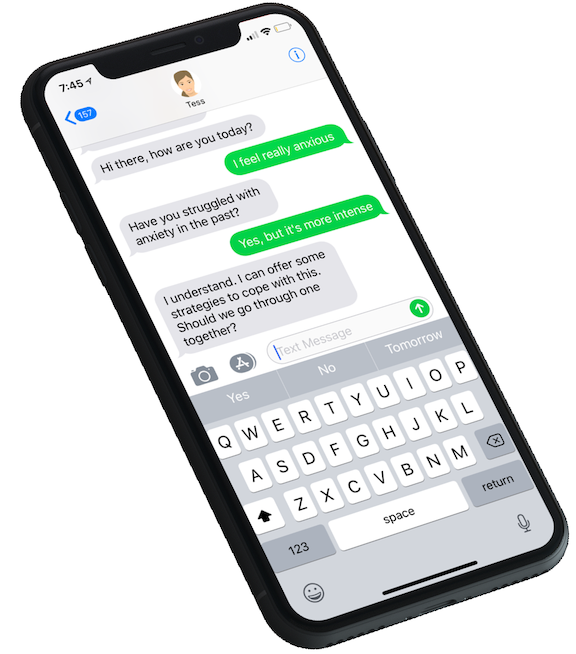 7:45
157
Tess
Hi there, how are you today?
I feel really anxious
Have you struggled with
anxiety in the past?
Yes, but it's more intense
I understand. I can offer some
strategies to cope with this.
Should we go through one
together?
Text Message
Yes No Tomorrow
Q W E R T Y U I O P
A S D F G H J K L
Z X C V B N M
123 space return